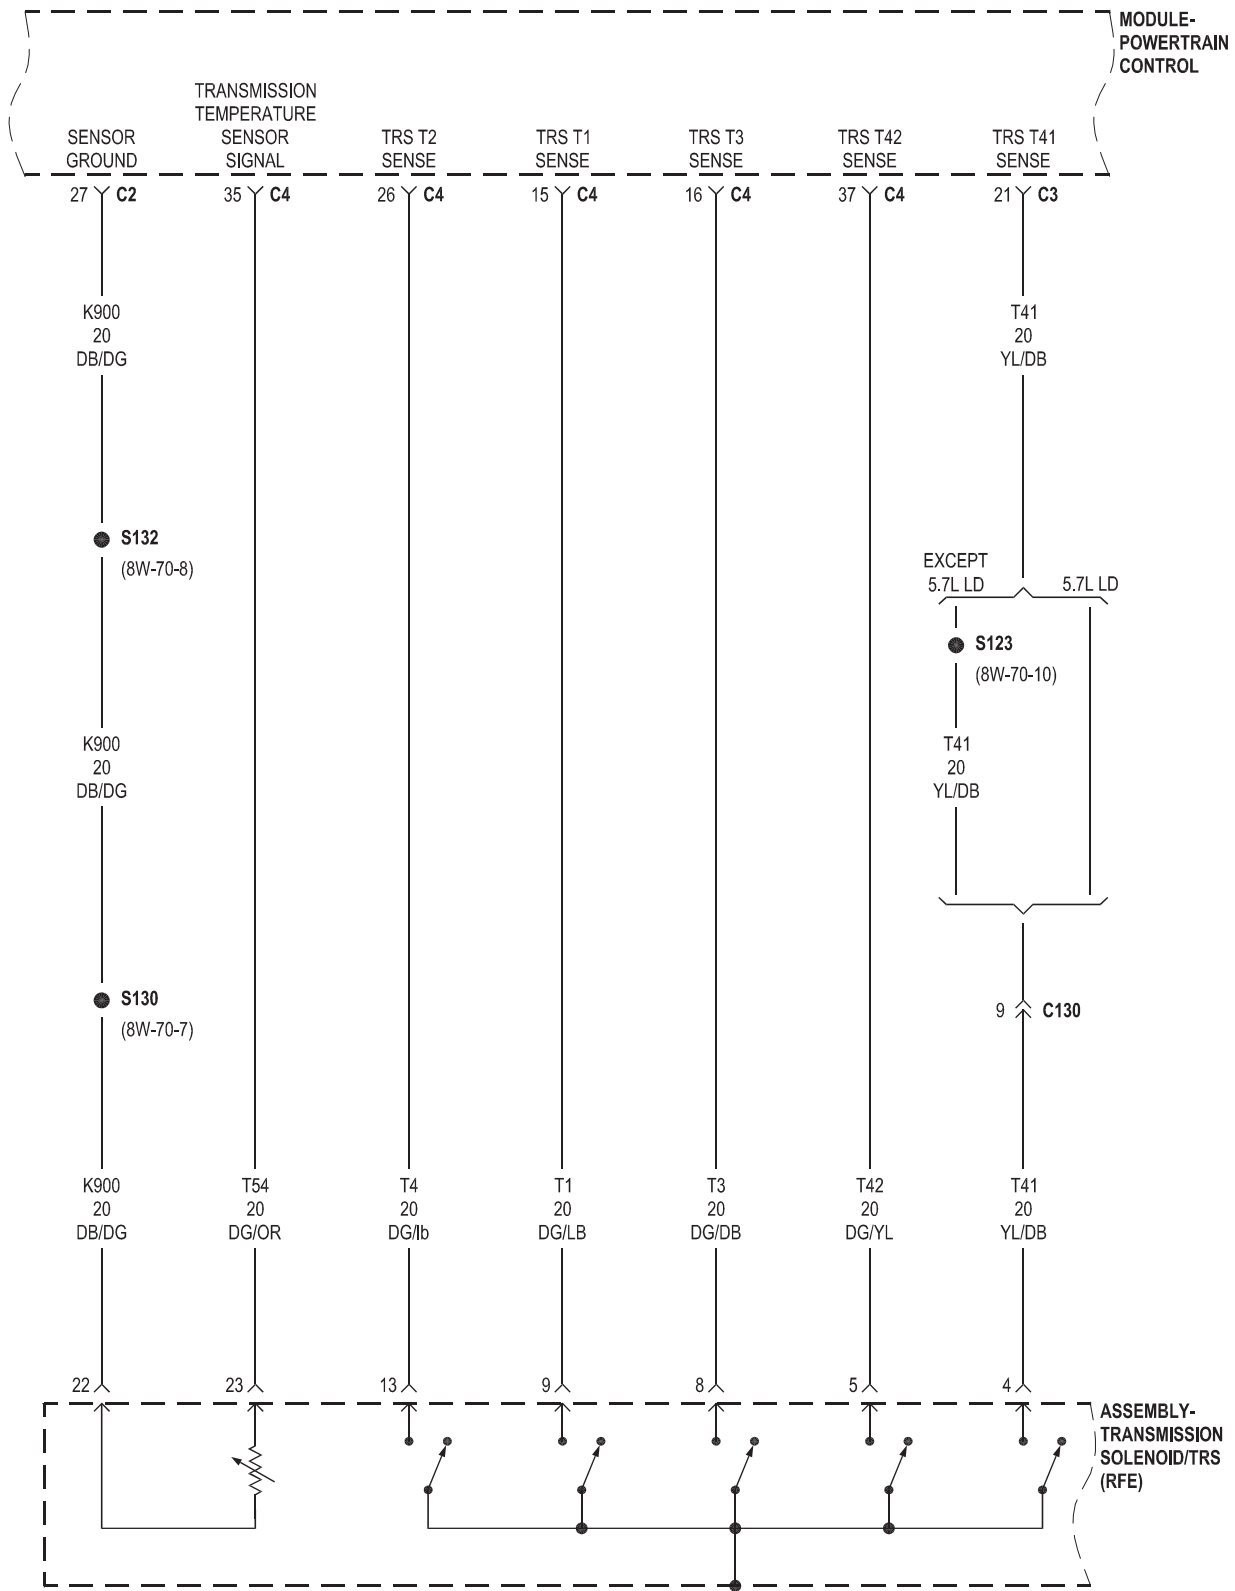 MODULE-
POWERTRAIN
CONTROL
TRANSMISSION
TEMPERATURE
SENSOR
SIGNAL
SENSOR
GROUND
TRS T2
SENSE
TRS T1
SENSE
TRS T3
SENSE
TRS T42
SENSE
TRS T41
SENSE
27 C2
35 C4
26 C4
15 C4
16 C4
37 C4
21 C3
K900
20
DB/DG
T41
20
YL/DB
S132
(8W-70-8)
EXCEPT
5.7L LD
5.7L LD
S123
(8W-70-10)
K900
20
DB/DG
T41
20
YL/DB
S130
(8W-70-7)
9 C130
K900
20
DB/DG
T54
20
DG/OR
T4
20
DG/lb
T1
20
DG/LB
T3
20
DG/DB
T42
20
DG/YL
T41
20
YL/DB
22
23
13
9
8
5
4
ASSEMBLY-
TRANSMISSION
SOLENOID/TRS
(RFE)